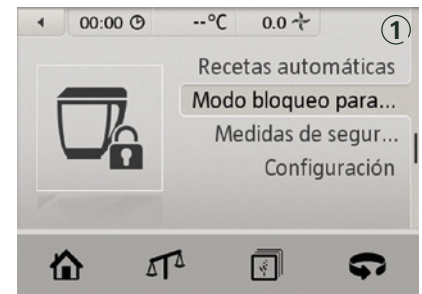 00:00 --°C 0.0 1
Recetas automáticas
Modo bloqueo para...
Medidas de segur...
Configuración